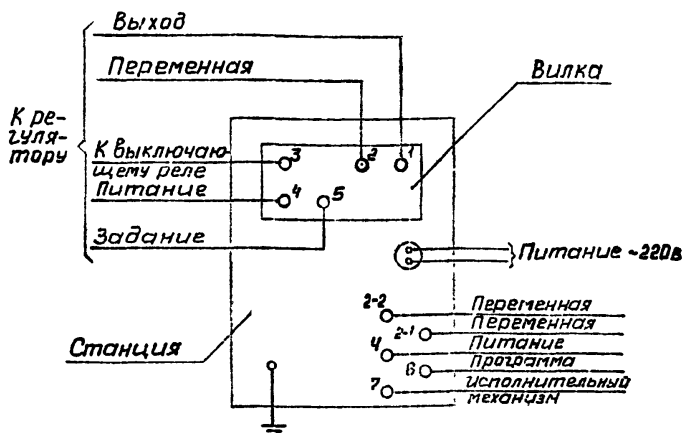 Выход
Переменная
Вилка
К ре-
гуля-
тору
К выключаю-
щему реле
3
2
1
Питание
4
5
Задание
Питание ~220в
2-2
Переменная
2-1
Переменная
Станция
4
Питание
6
Программа
7
исполнительный
механизм